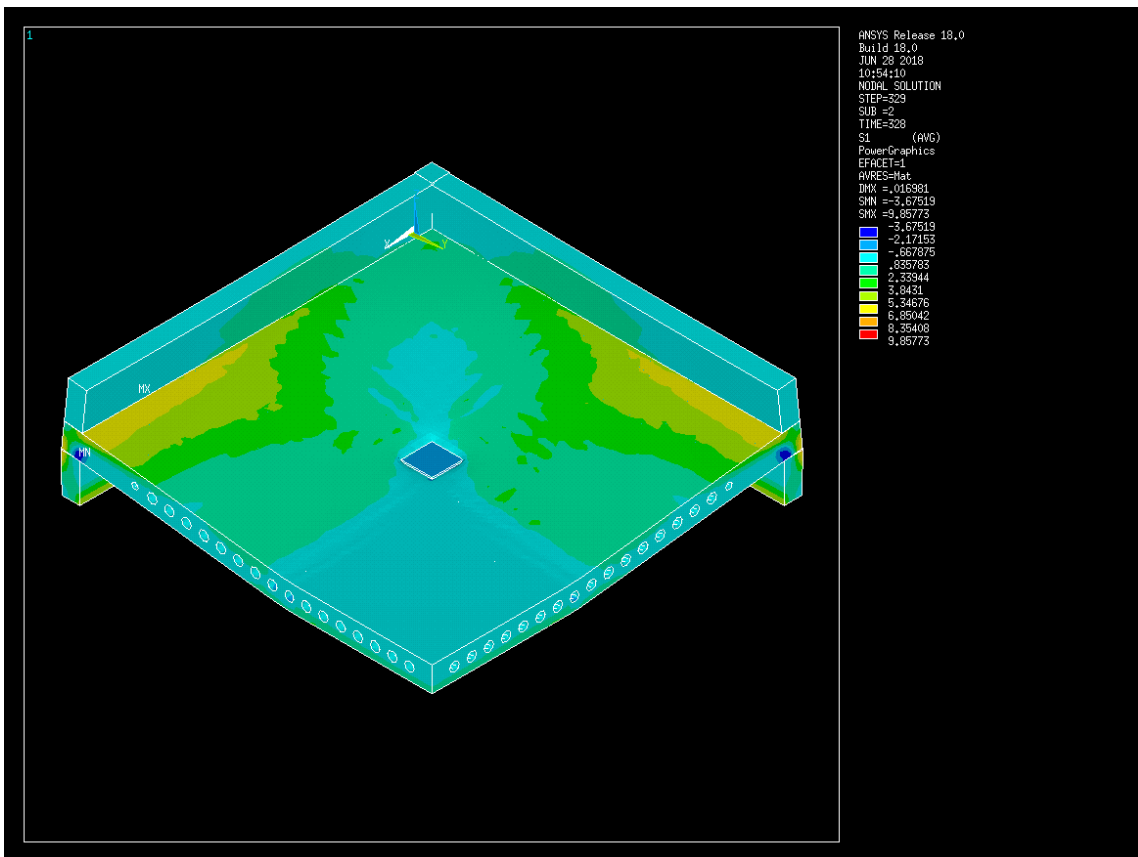 1
ANSYS Release 18.0
Build 18.0
JUN 28 2018
10:54:10
NODAL SOLUTION
STEP=329
SUB =2
TIME=328
S1 (AVG)
PowerGraphics
EFACET=1
AVRES=Mat
DMX =.016981
SMN =-3.67519
SMX =9.85773
-3.67519
-2.17153
-.667875
.835783
2.33944
3.8431
5.34676
6.85042
8.35408
9.85773
X
Y
MX
MN